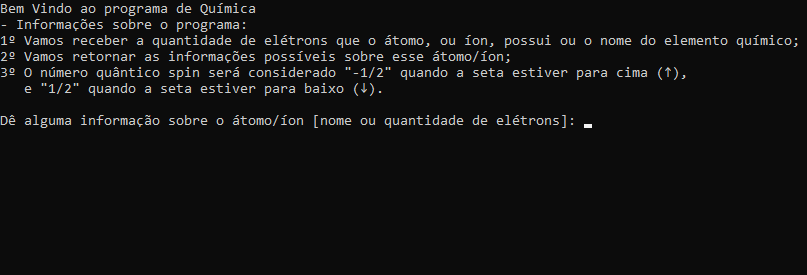 Bem Vindo ao programa de Química
- Informações sobre o programa:
1º Vamos receber a quantidade de elétrons que o átomo, ou íon, possui ou o nome do elemento químico;
2º Vamos retornar as informações possíveis sobre esse átomo/íon;
3º O número quântico spin será considerado "-1/2" quando a seta estiver para cima (↑),
e "1/2" quando a seta estiver para baixo (↓).
Dê alguma informação sobre o átomo/íon [nome ou quantidade de elétrons]: